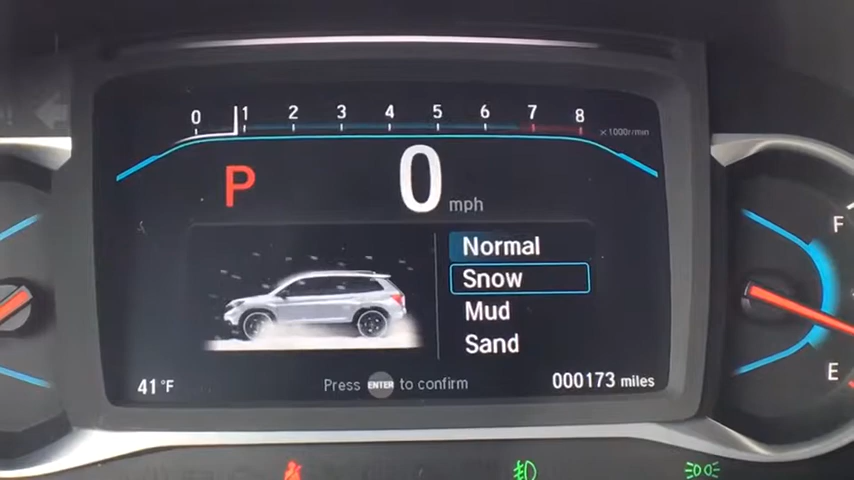 0 1 2 3 4 5 6 7 8 x1000r/min
P 0 mph
F
Normal
Snow
Mud
Sand
E
41°F Press ENTER to confirm 000173 miles